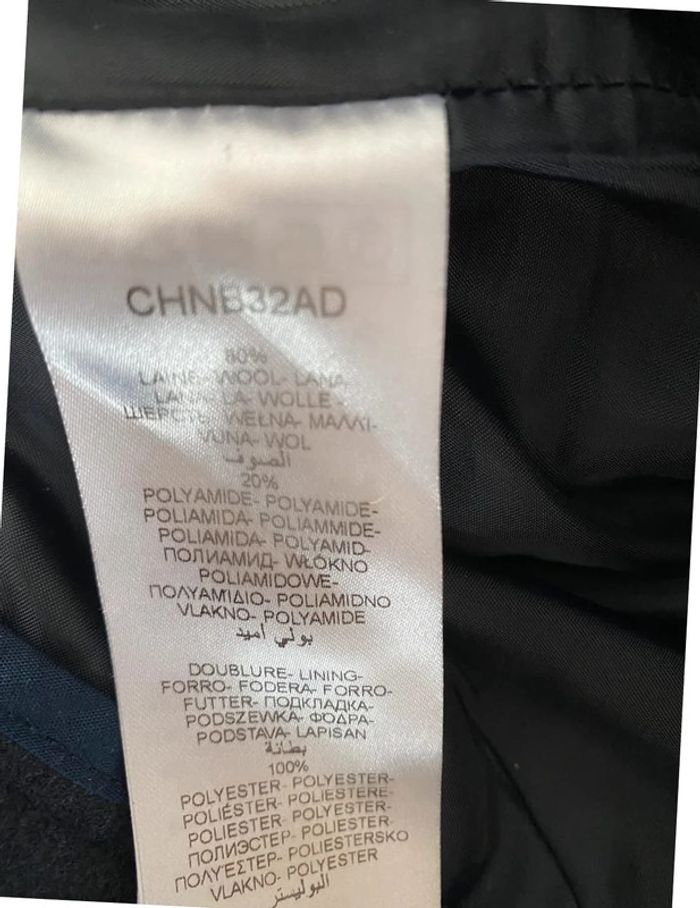 CHNB32AD
80%
LAINE- WOOL- LANA-
LANA- LA- WOLLE-
ШЕРСТЬ- WEŁNA- ΜΑΛΛΙ-
VUNA- WOL
الصوف
20%
POLYAMIDE- POLYAMIDE-
POLIAMIDA- POLIAMMIDE-
POLIAMIDA- POLYAMID-
ПОЛИАМИД- WŁÓKNO
POLIAMIDOWE-
ΠΟΛΥΑΜΙΔΙΟ- POLIAMIDNO
VLAKNO- POLYAMIDE
بولي أميد
DOUBLURE- LINING-
FORRO- FODERA- FORRO-
FUTTER- ПОДКЛАДКА-
PODSZEWKA- ΦΟΔΡΑ-
PODSTAVA- LAPISAN
بطانة
100%
POLYESTER- POLYESTER-
POLIÉSTER- POLIESTERE-
POLIESTER- POLYESTER-
ПОЛИЭСТЕР- POLIESTER-
ΠΟΛΥΕΣΤΕΡ- POLIESTERSKO
VLAKNO- POLYESTER
البوليستر